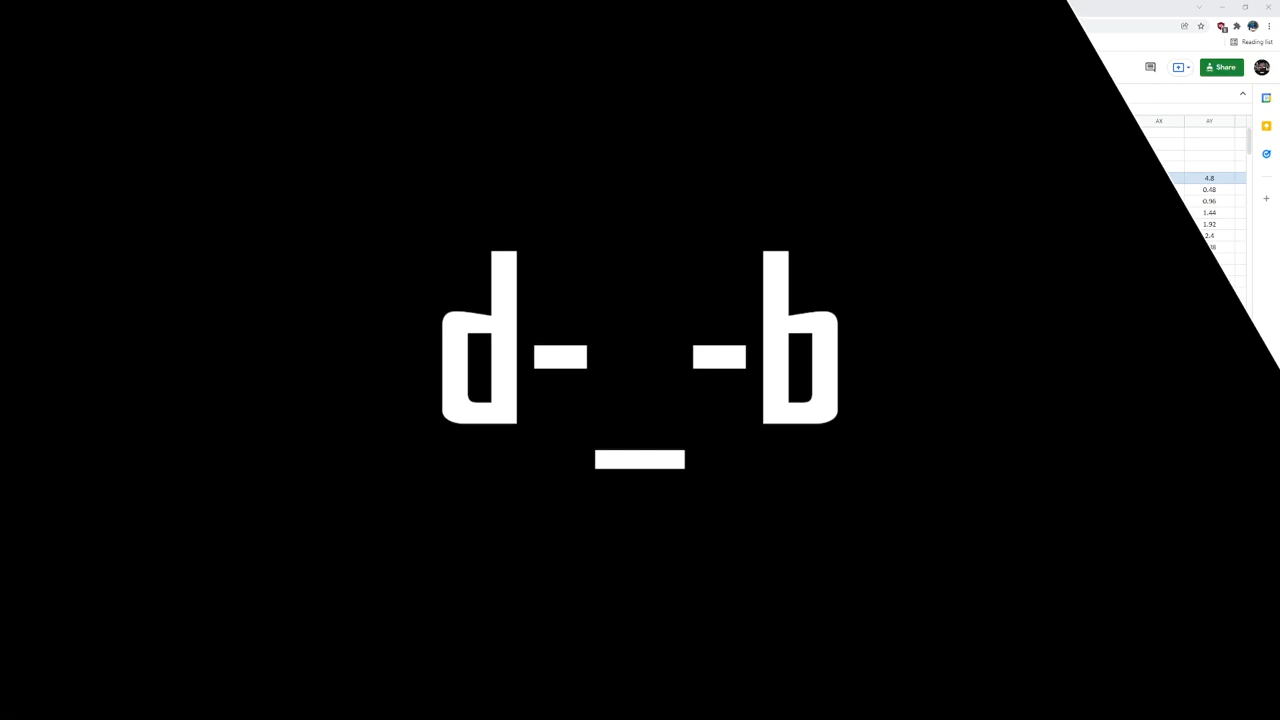 Reading list
Share
AX AY
4.8
0.48
0.96
1.44
1.92
2.4
d- -b
_